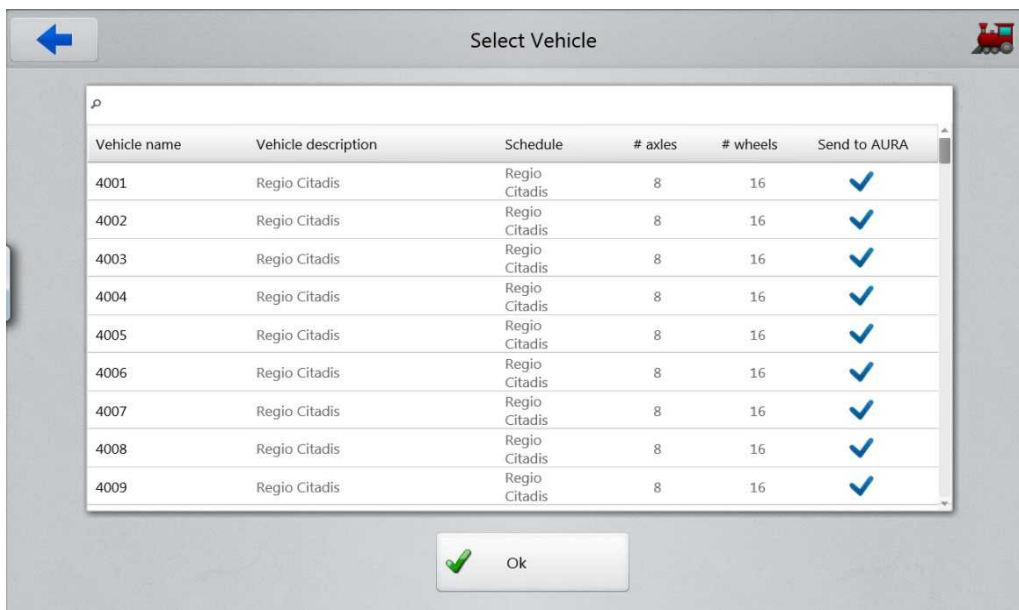 Select Vehicle
Vehicle name Vehicle description Schedule # axles # wheels Send to AURA
4001 Regio Citadis Regio Citadis 8 16
4002 Regio Citadis Regio Citadis 8 16
4003 Regio Citadis Regio Citadis 8 16
4004 Regio Citadis Regio Citadis 8 16
4005 Regio Citadis Regio Citadis 8 16
4006 Regio Citadis Regio Citadis 8 16
4007 Regio Citadis Regio Citadis 8 16
4008 Regio Citadis Regio Citadis 8 16
4009 Regio Citadis Regio Citadis 8 16
Ok